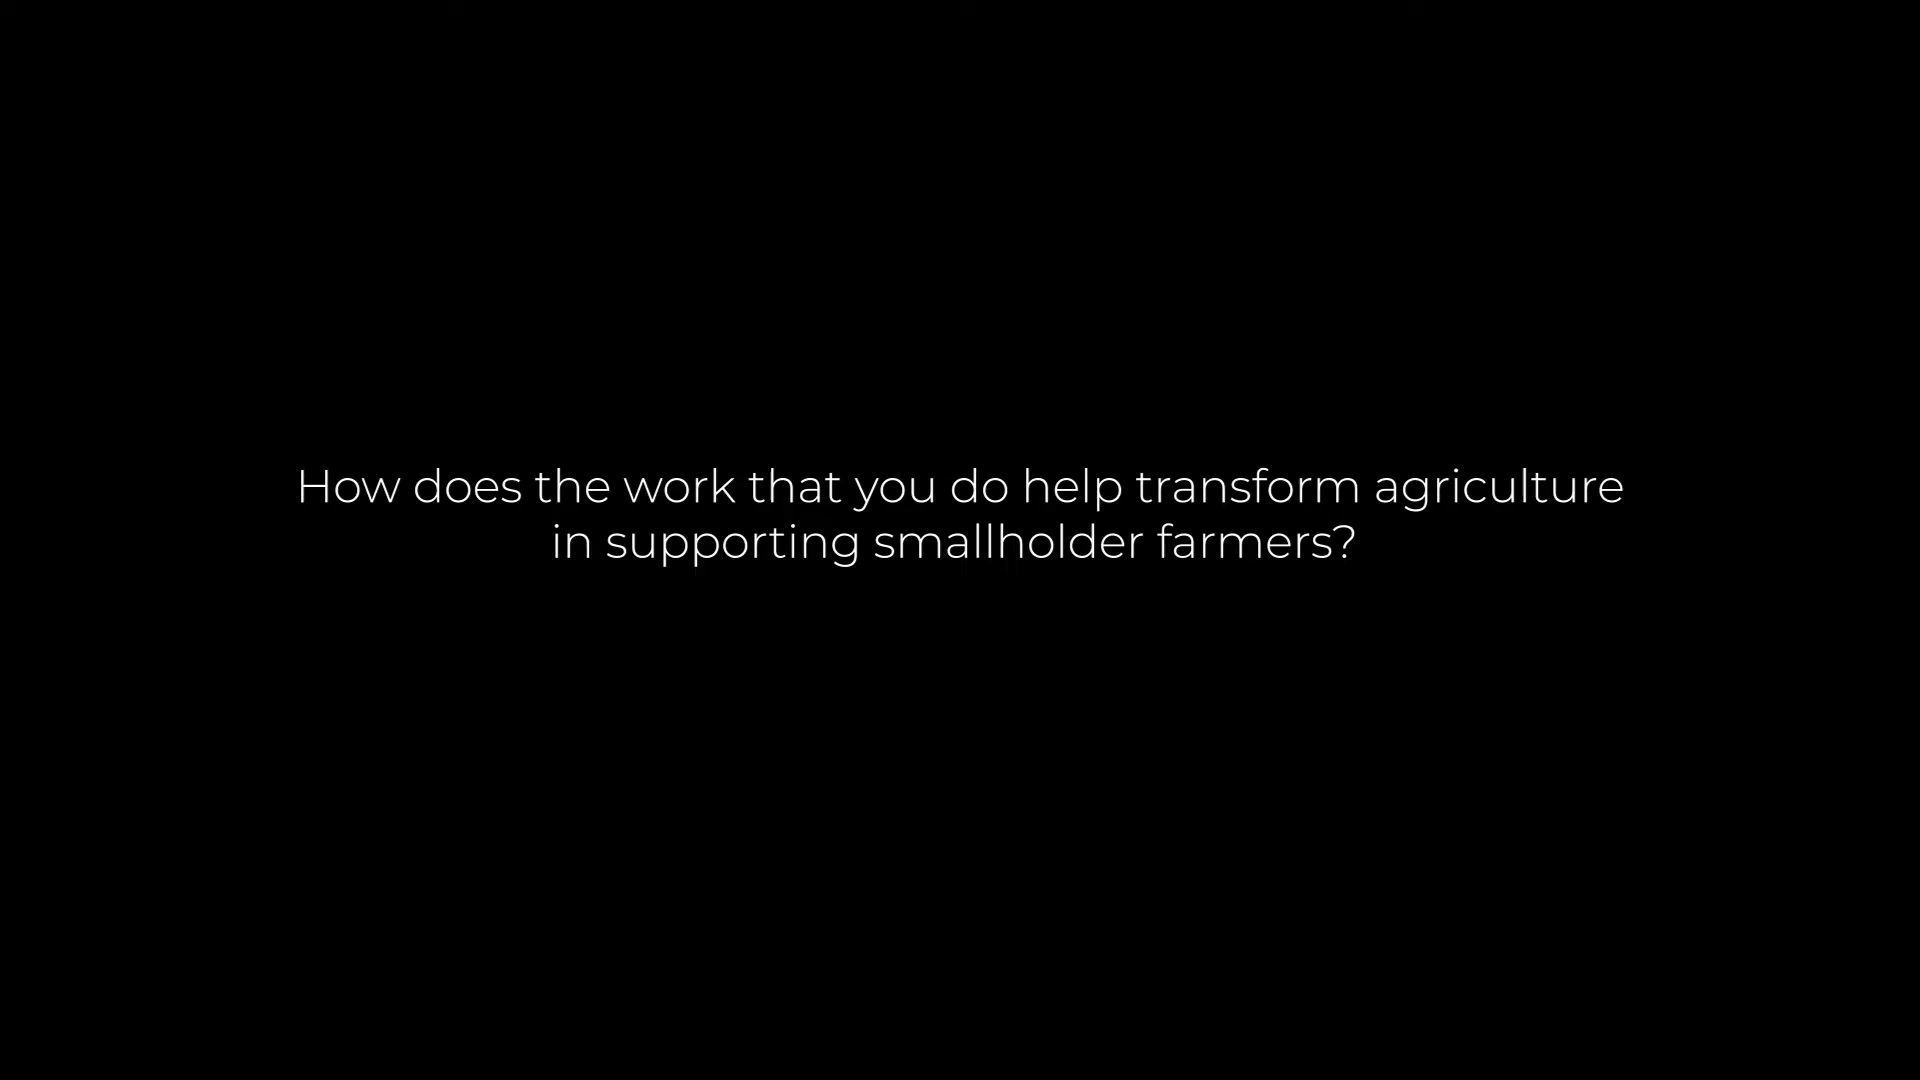 How does the work that you do help transform agriculture
in supporting smallholder farmers?